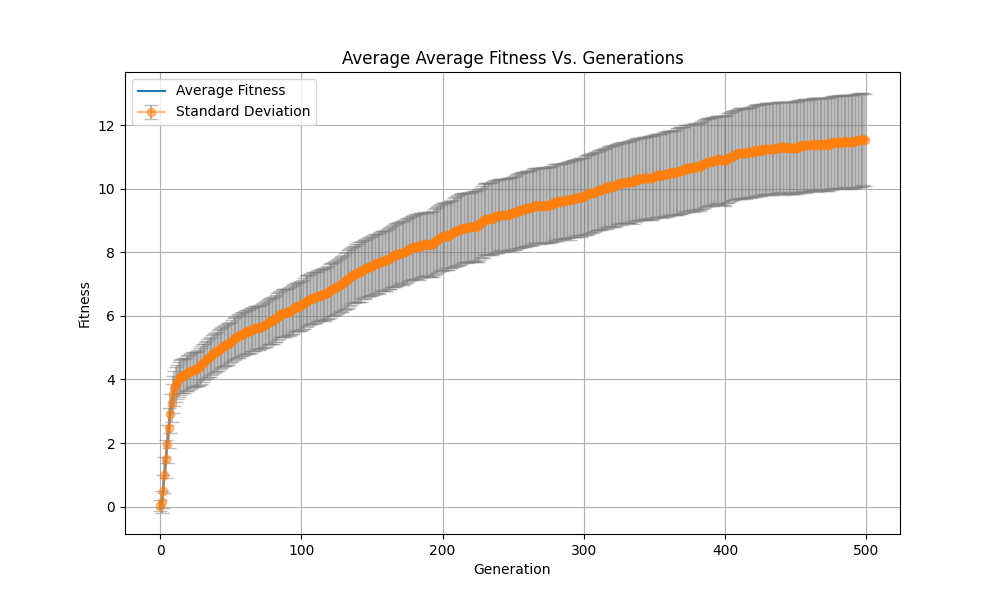 Average Average Fitness Vs. Generations
Average Fitness
Standard Deviation
12
10
8
6
4
2
0
Fitness
0 100 200 300 400 500
Generation